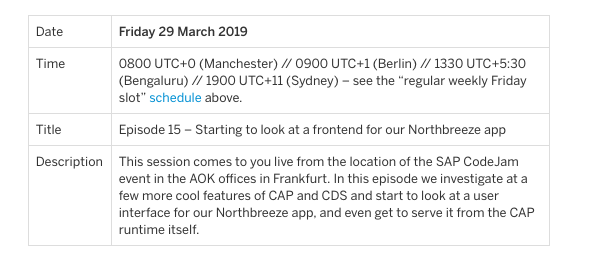 Date
Friday 29 March 2019
Time
0800 UTC+0 (Manchester) // 0900 UTC+1 (Berlin) // 1330 UTC+5:30
(Bengaluru) // 1900 UTC+11 (Sydney) – see the “regular weekly Friday
slot” schedule above.
Title
Episode 15 – Starting to look at a frontend for our Northbreeze app
Description
This session comes to you live from the location of the SAP CodeJam
event in the AOK offices in Frankfurt. In this episode we investigate at a
few more cool features of CAP and CDS and start to look at a user
interface for our Northbreeze app, and even get to serve it from the CAP
runtime itself.